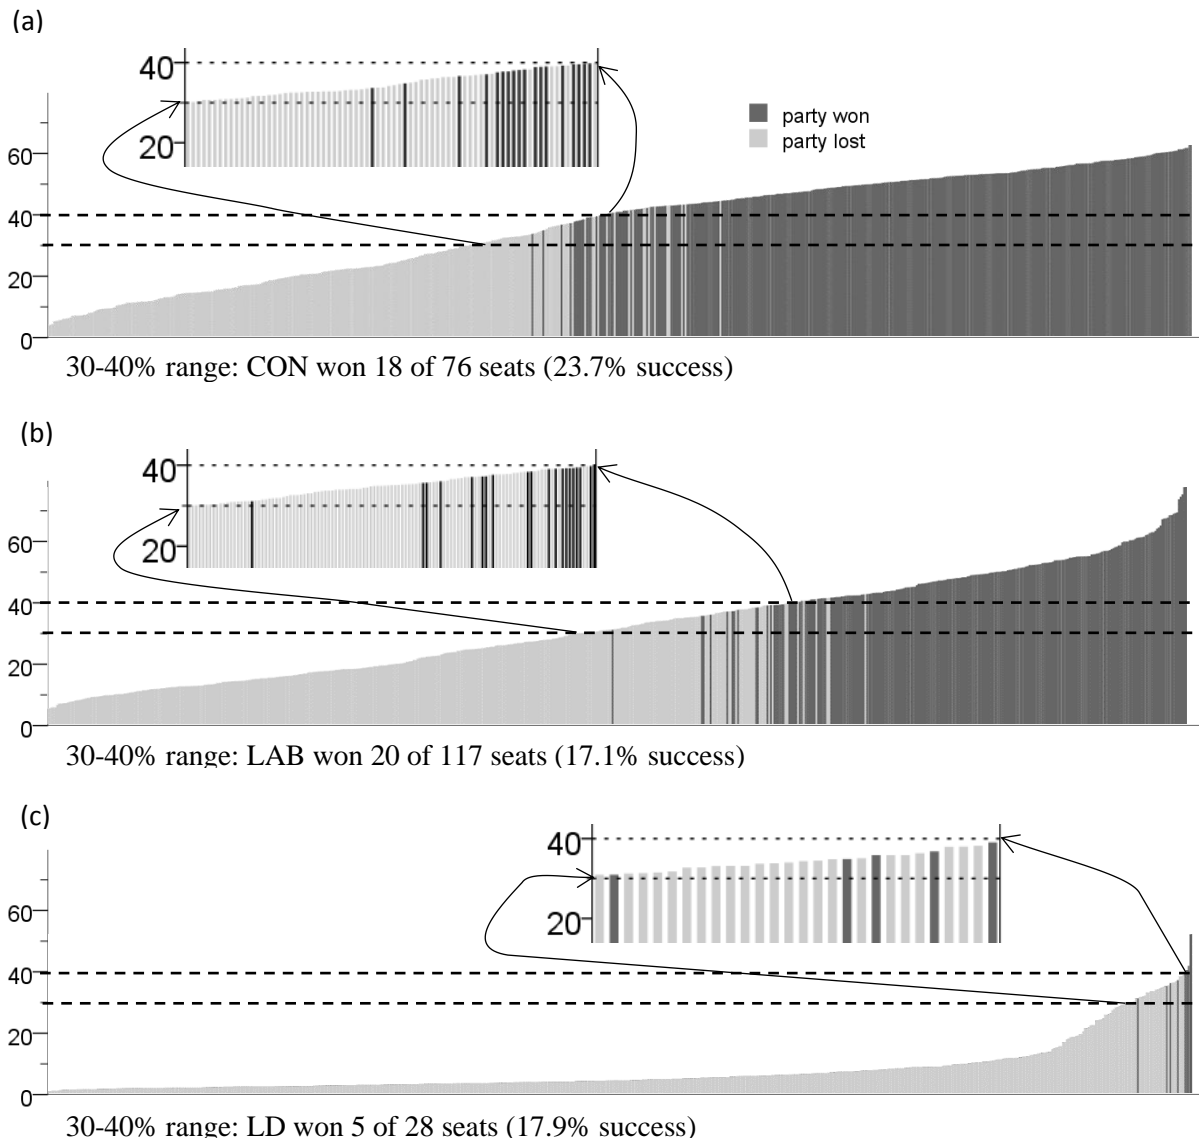 (a)
40
20
party won
party lost
60
40
20
0
30-40% range: CON won 18 of 76 seats (23.7% success)
(b)
40
20
60
40
20
0
30-40% range: LAB won 20 of 117 seats (17.1% success)
(c)
40
20
60
40
20
0
30-40% range: LD won 5 of 28 seats (17.9% success)